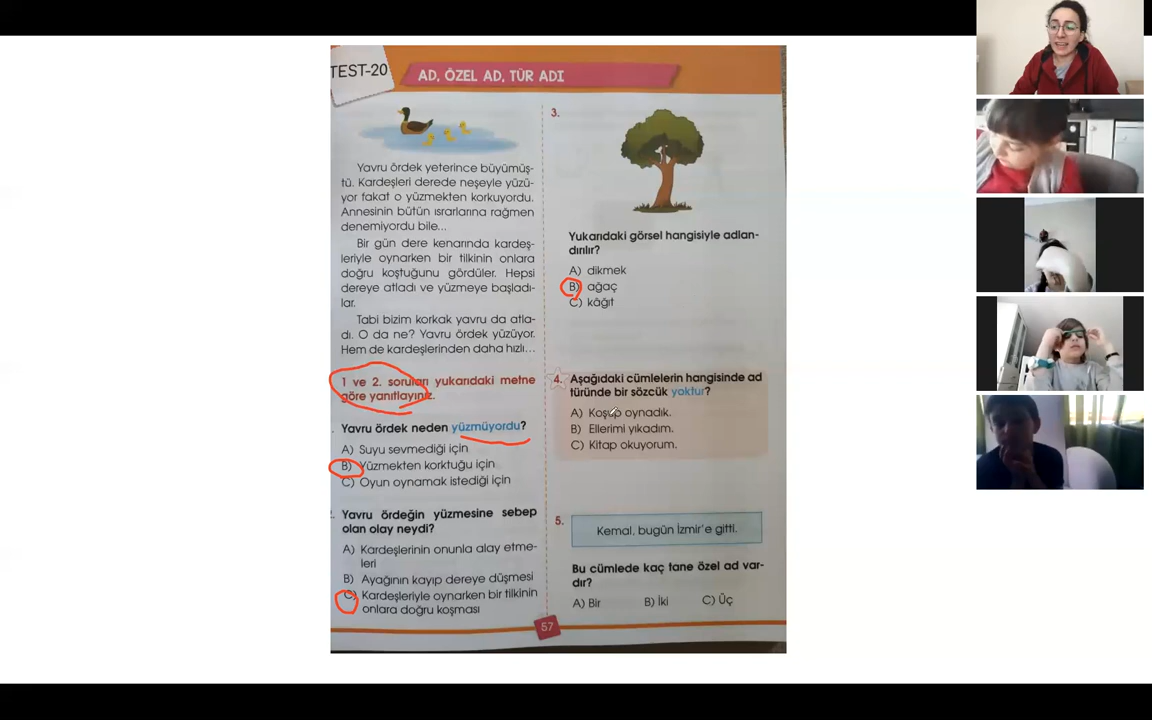 TEST-20
AD, ÖZEL AD, TÜR ADI
Yavru ördek yeterince büyümüş-
tü. Kardeşleri derede neşeyle yüzü-
yor fakat o yüzmekten korkuyordu.
Annesinin bütün ısrarlarına rağmen
denemiyordu bile...
Bir gün dere kenarında kardeş-
leriyle oynarken bir tilkinin onlara
doğru koştuğunu gördüler. Hepsi
dereye atladı ve yüzmeye başladı-
lar.
Tabi bizim korkak yavru da atla-
dı. O da ne? Yavru ördek yüzüyor.
Hem de kardeşlerinden daha hızlı...
1 ve 2. soruları yukarıdaki metne
göre yanıtlayınız.
Yavru ördek neden yüzmüyordu?
A) Suyu sevmediği için
B) Yüzmekten korktuğu için
C) Oyun oynamak istediği için
Yavru ördeğin yüzmesine sebep
olan olay neydi?
A) Kardeşlerinin onunla alay etme-
leri
B) Ayağının kayıp dereye düşmesi
C) Kardeşleriyle oynarken bir tilkinin
onlara doğru koşması
3.
Yukarıdaki görsel hangisiyle adlan-
dırılır?
A) dikmek
B) ağaç
C) kâğıt
4. Aşağıdaki cümlelerin hangisinde ad
türünde bir sözcük yoktur?
A) Koşup oynadık.
B) Ellerimi yıkadım.
C) Kitap okuyorum.
5.
Kemal, bugün İzmir'e gitti.
Bu cümlede kaç tane özel ad var-
dır?
A) Bir B) İki C) Üç
57